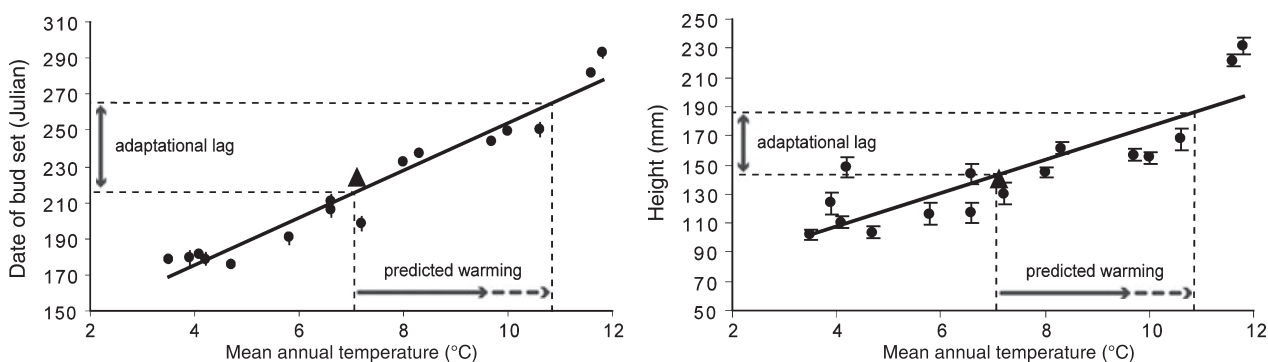 310
290
270
250
230
210
190
170
150
Date of bud set (Julian)
adaptational lag
predicted warming
2 4 6 8 10 12
Mean annual temperature (°C)
250
230
210
190
170
150
130
110
90
70
50
Height (mm)
adaptational lag
predicted warming
2 4 6 8 10 12
Mean annual temperature (°C)